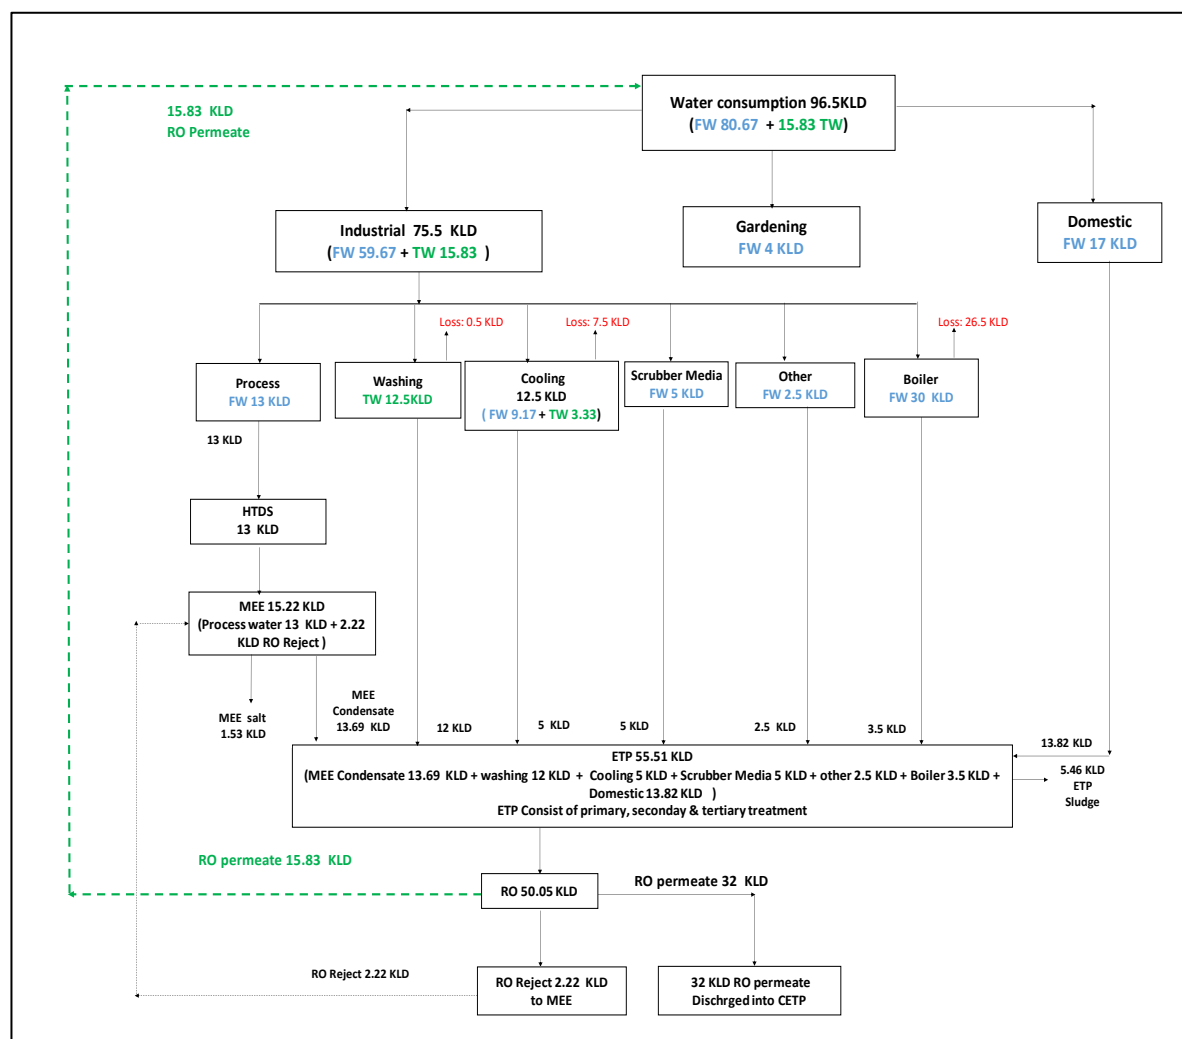 15.83 KLD
RO Permeate
Water consumption 96.5KLD
(FW 80.67 + 15.83 TW)
Industrial 75.5 KLD
(FW 59.67 + TW 15.83 )
Gardening
FW 4 KLD
Domestic
FW 17 KLD
Loss: 0.5 KLD
Loss: 7.5 KLD
Loss: 26.5 KLD
Process
FW 13 KLD
Washing
TW 12.5KLD
Cooling
12.5 KLD
( FW 9.17 + TW 3.33)
Scrubber Media
FW 5 KLD
Other
FW 2.5 KLD
Boiler
FW 30 KLD
13 KLD
HTDS
13 KLD
MEE 15.22 KLD
(Process water 13 KLD + 2.22
KLD RO Reject )
MEE salt
1.53 KLD
MEE
Condensate
13.69 KLD
12 KLD
5 KLD
5 KLD
2.5 KLD
3.5 KLD
13.82 KLD
ETP 55.51 KLD
(MEE Condensate 13.69 KLD + washing 12 KLD + Cooling 5 KLD + Scrubber Media 5 KLD + other 2.5 KLD + Boiler 3.5 KLD +
Domestic 13.82 KLD )
ETP Consist of primary, seconday & tertiary treatment
5.46 KLD
ETP
Sludge
RO permeate 15.83 KLD
RO 50.05 KLD
RO permeate 32 KLD
RO Reject 2.22 KLD
RO Reject 2.22 KLD
to MEE
32 KLD RO permeate
Dischrged into CETP